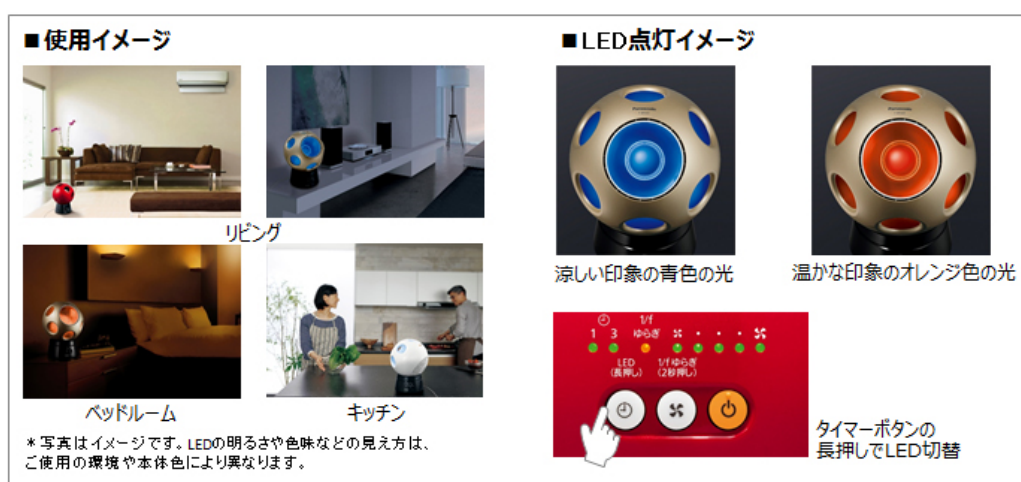 ■使用イメージ
リビング
ベッドルーム
キッチン
*写真はイメージです。LEDの明るさや色味などの見え方は、
ご使用の環境や本体色により異なります。
■LED点灯イメージ
Panasonic
Panasonic
涼しい印象の青色の光
温かな印象のオレンジ色の光
1/f
1 3 ゆらぎ
LED 1/f ゆらぎ
(長押し) (2秒押し)
タイマーボタンの
長押しでLED切替